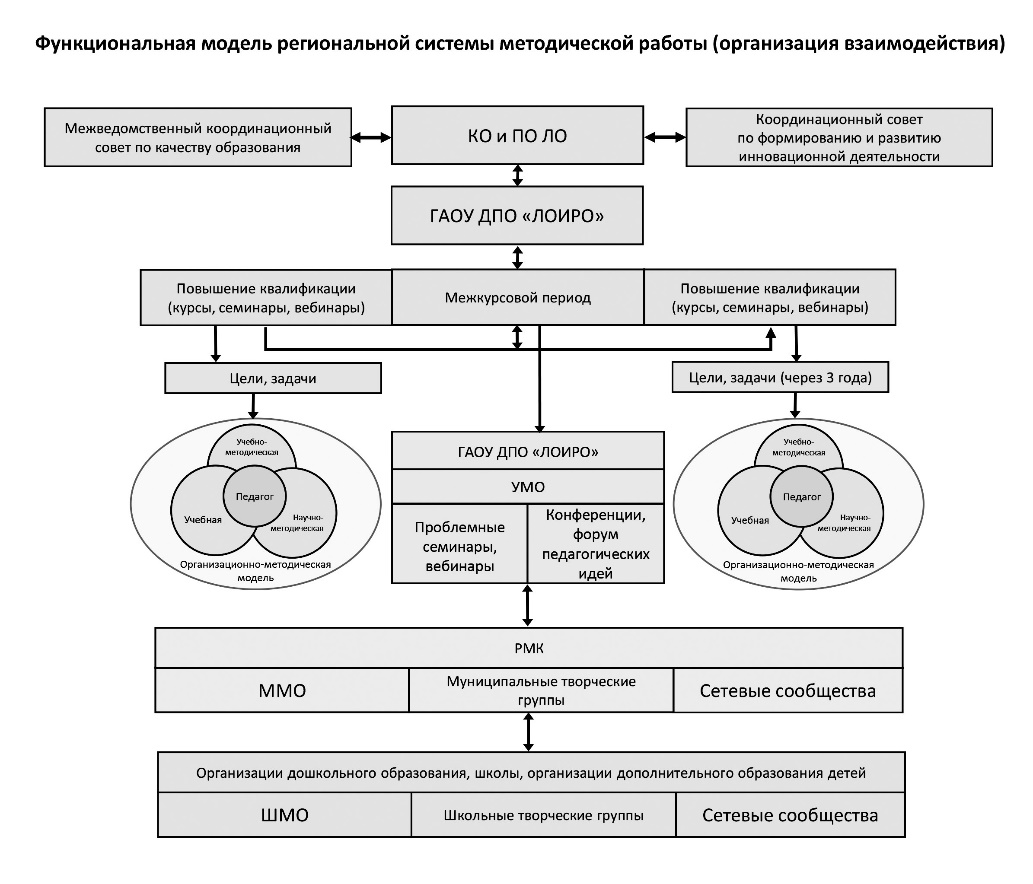 Функциональная модель региональной системы методической работы (организация взаимодействия)
Межведомственный координационный
совет по качеству образования
КО и ПО ЛО
Координационный совет
по формированию и развитию
инновационной деятельности
ГАОУ ДПО «ЛОИРО»
Повышение квалификации
(курсы, семинары, вебинары)
Межкурсовой период
Повышение квалификации
(курсы, семинары, вебинары)
Цели, задачи
Цели, задачи (через 3 года)
Учебно-
методическая
Педагог
Учебная
Научно-
методическая
Организационно-методическая
модель
ГАОУ ДПО «ЛОИРО»
УМО
Проблемные
семинары,
вебинары
Конференции,
форум
педагогических
идей
Учебно-
методическая
Педагог
Учебная
Научно-
методическая
Организационно-методическая
модель
РМК
ММО
Муниципальные творческие
группы
Сетевые сообщества
Организации дошкольного образования, школы, организации дополнительного образования детей
ШМО
Школьные творческие группы
Сетевые сообщества